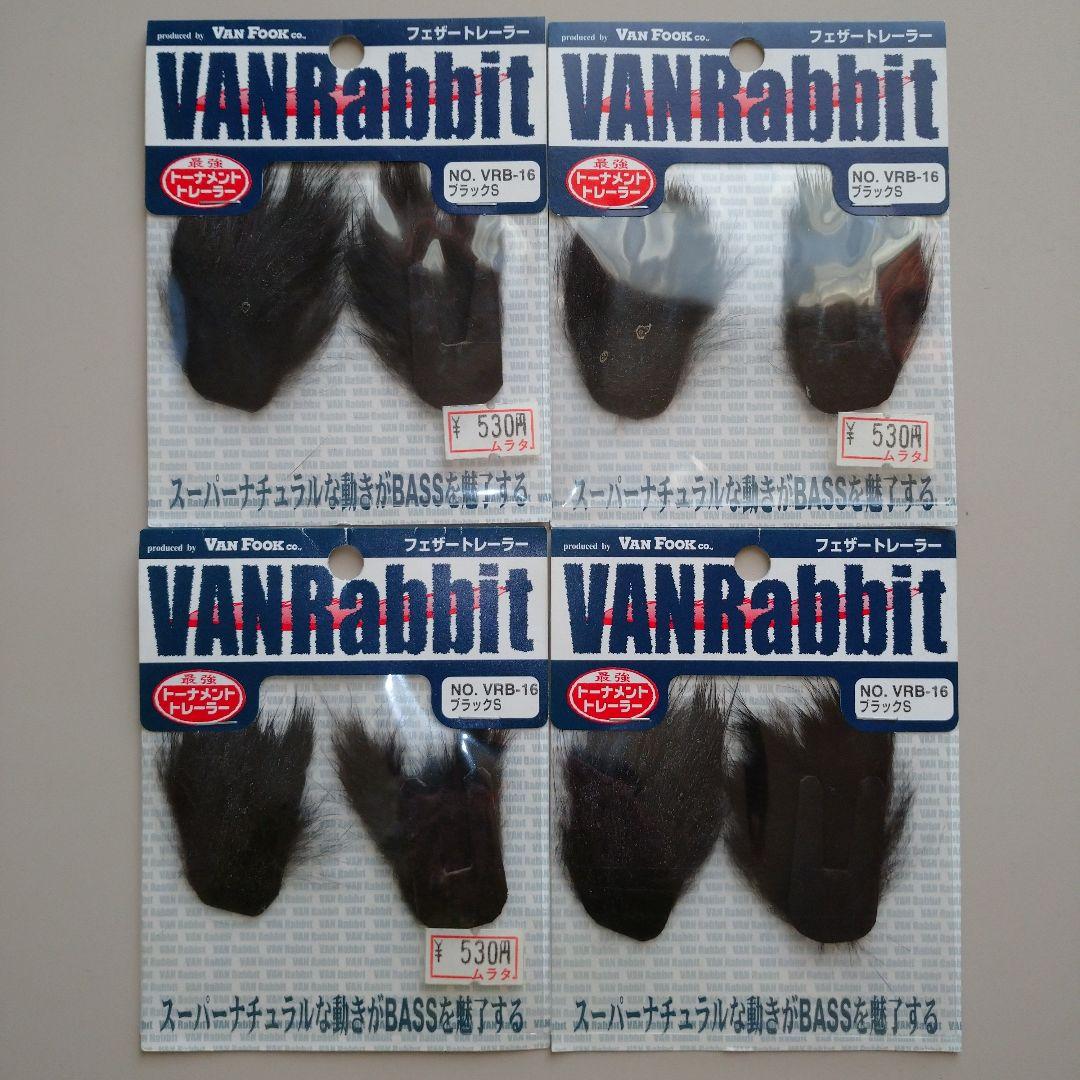 produced by VAN FOOK CO., フェザートレーラー
VANRabbit
最強
トーナメント
トレーラー
NO. VRB-16
ブラックS
¥ 530円
ムラタ
スーパーナチュラルな動きがBASSを魅了する
produced by VAN FOOK CO., フェザートレーラー
VANRabbit
最強
トーナメント
トレーラー
NO. VRB-16
ブラックS
¥ 530円
ムラタ
スーパーナチュラルな動きがBASSを魅了する
produced by VAN FOOK CO., フェザートレーラー
VANRabbit
最強
トーナメント
トレーラー
NO. VRB-16
ブラックS
¥ 530円
ムラタ
スーパーナチュラルな動きがBASSを魅了する
produced by VAN FOOK CO., フェザートレーラー
VANRabbit
最強
トーナメント
トレーラー
NO. VRB-16
ブラックS
スーパーナチュラルな動きがBASSを魅了する